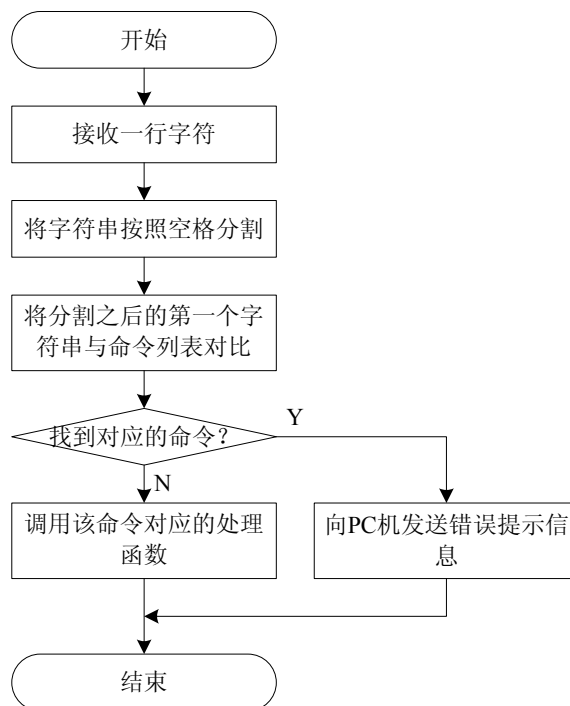 开始
接收一行字符
将字符串按照空格分割
将分割之后的第一个字
符串与命令列表对比
找到对应的命令？
Y
N
调用该命令对应的处理
函数
向PC机发送错误提示信
息
结束